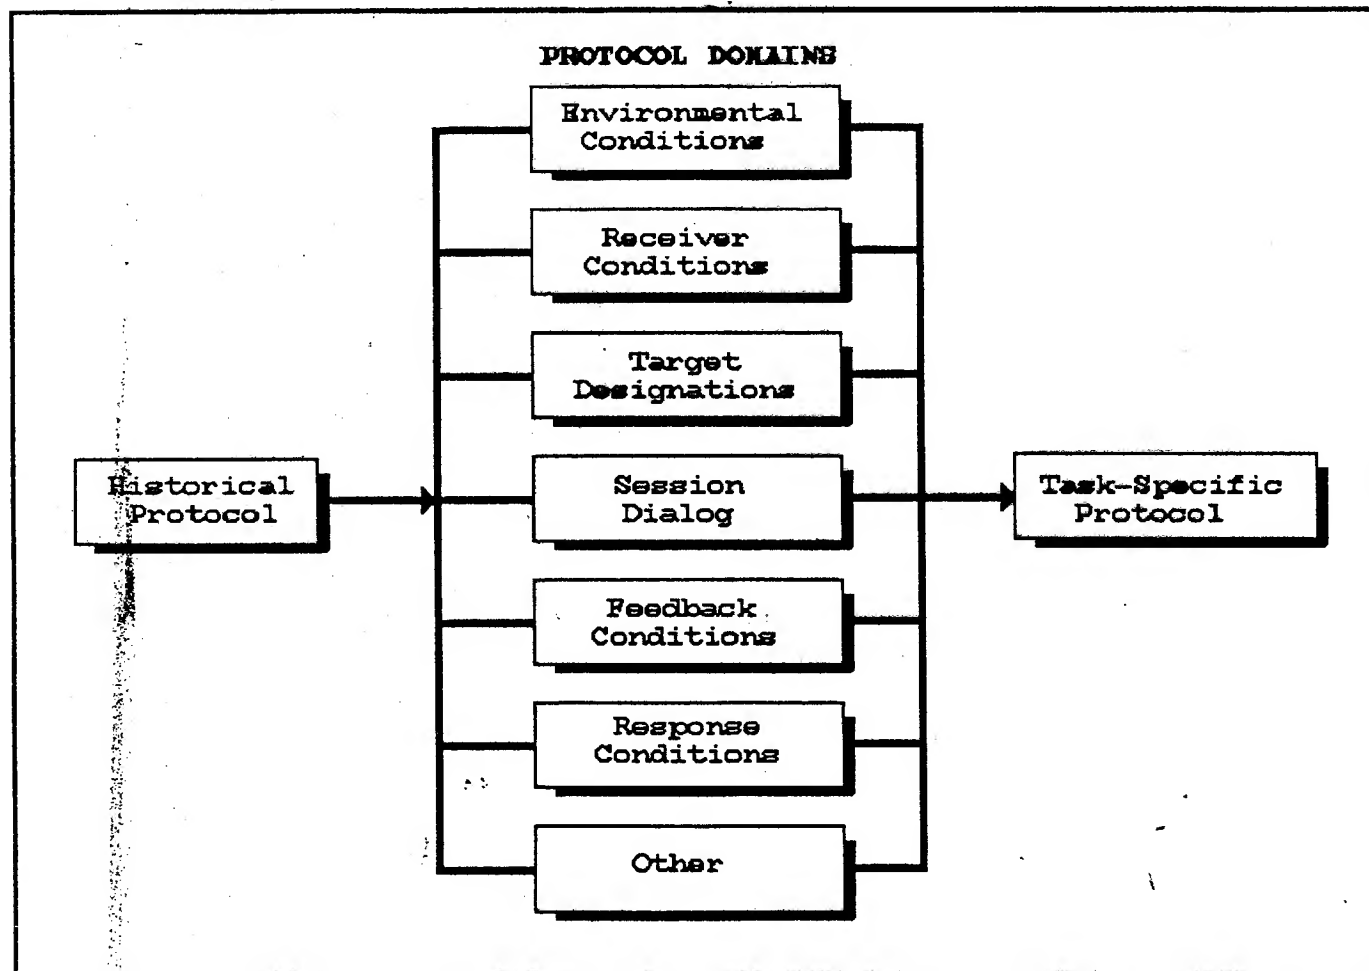 PROTOCOL DOMAINS
Environmental
Conditions
Receiver
Conditions
Target
Designations
Historical
Protocol
Session
Dialog
Task-Specific
Protocol
Feedback
Conditions
Response
Conditions
Other